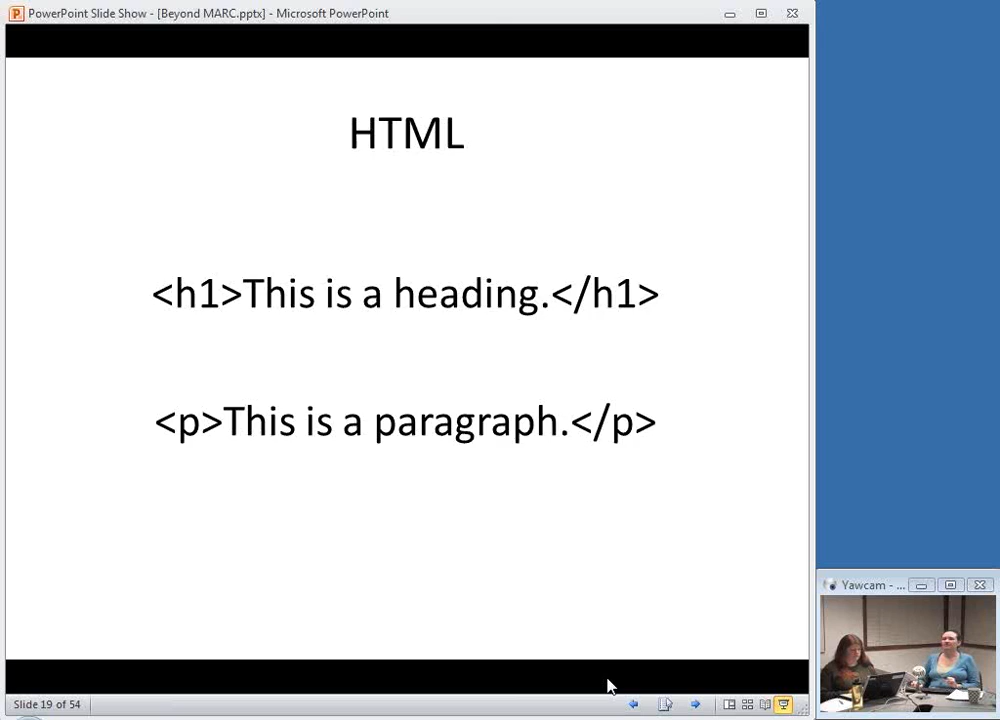 PowerPoint Slide Show - [Beyond MARC.pptx] - Microsoft PowerPoint
HTML
<h1>This is a heading.</h1>
<p>This is a paragraph.</p>
Yawcam - ...
Slide 19 of 54